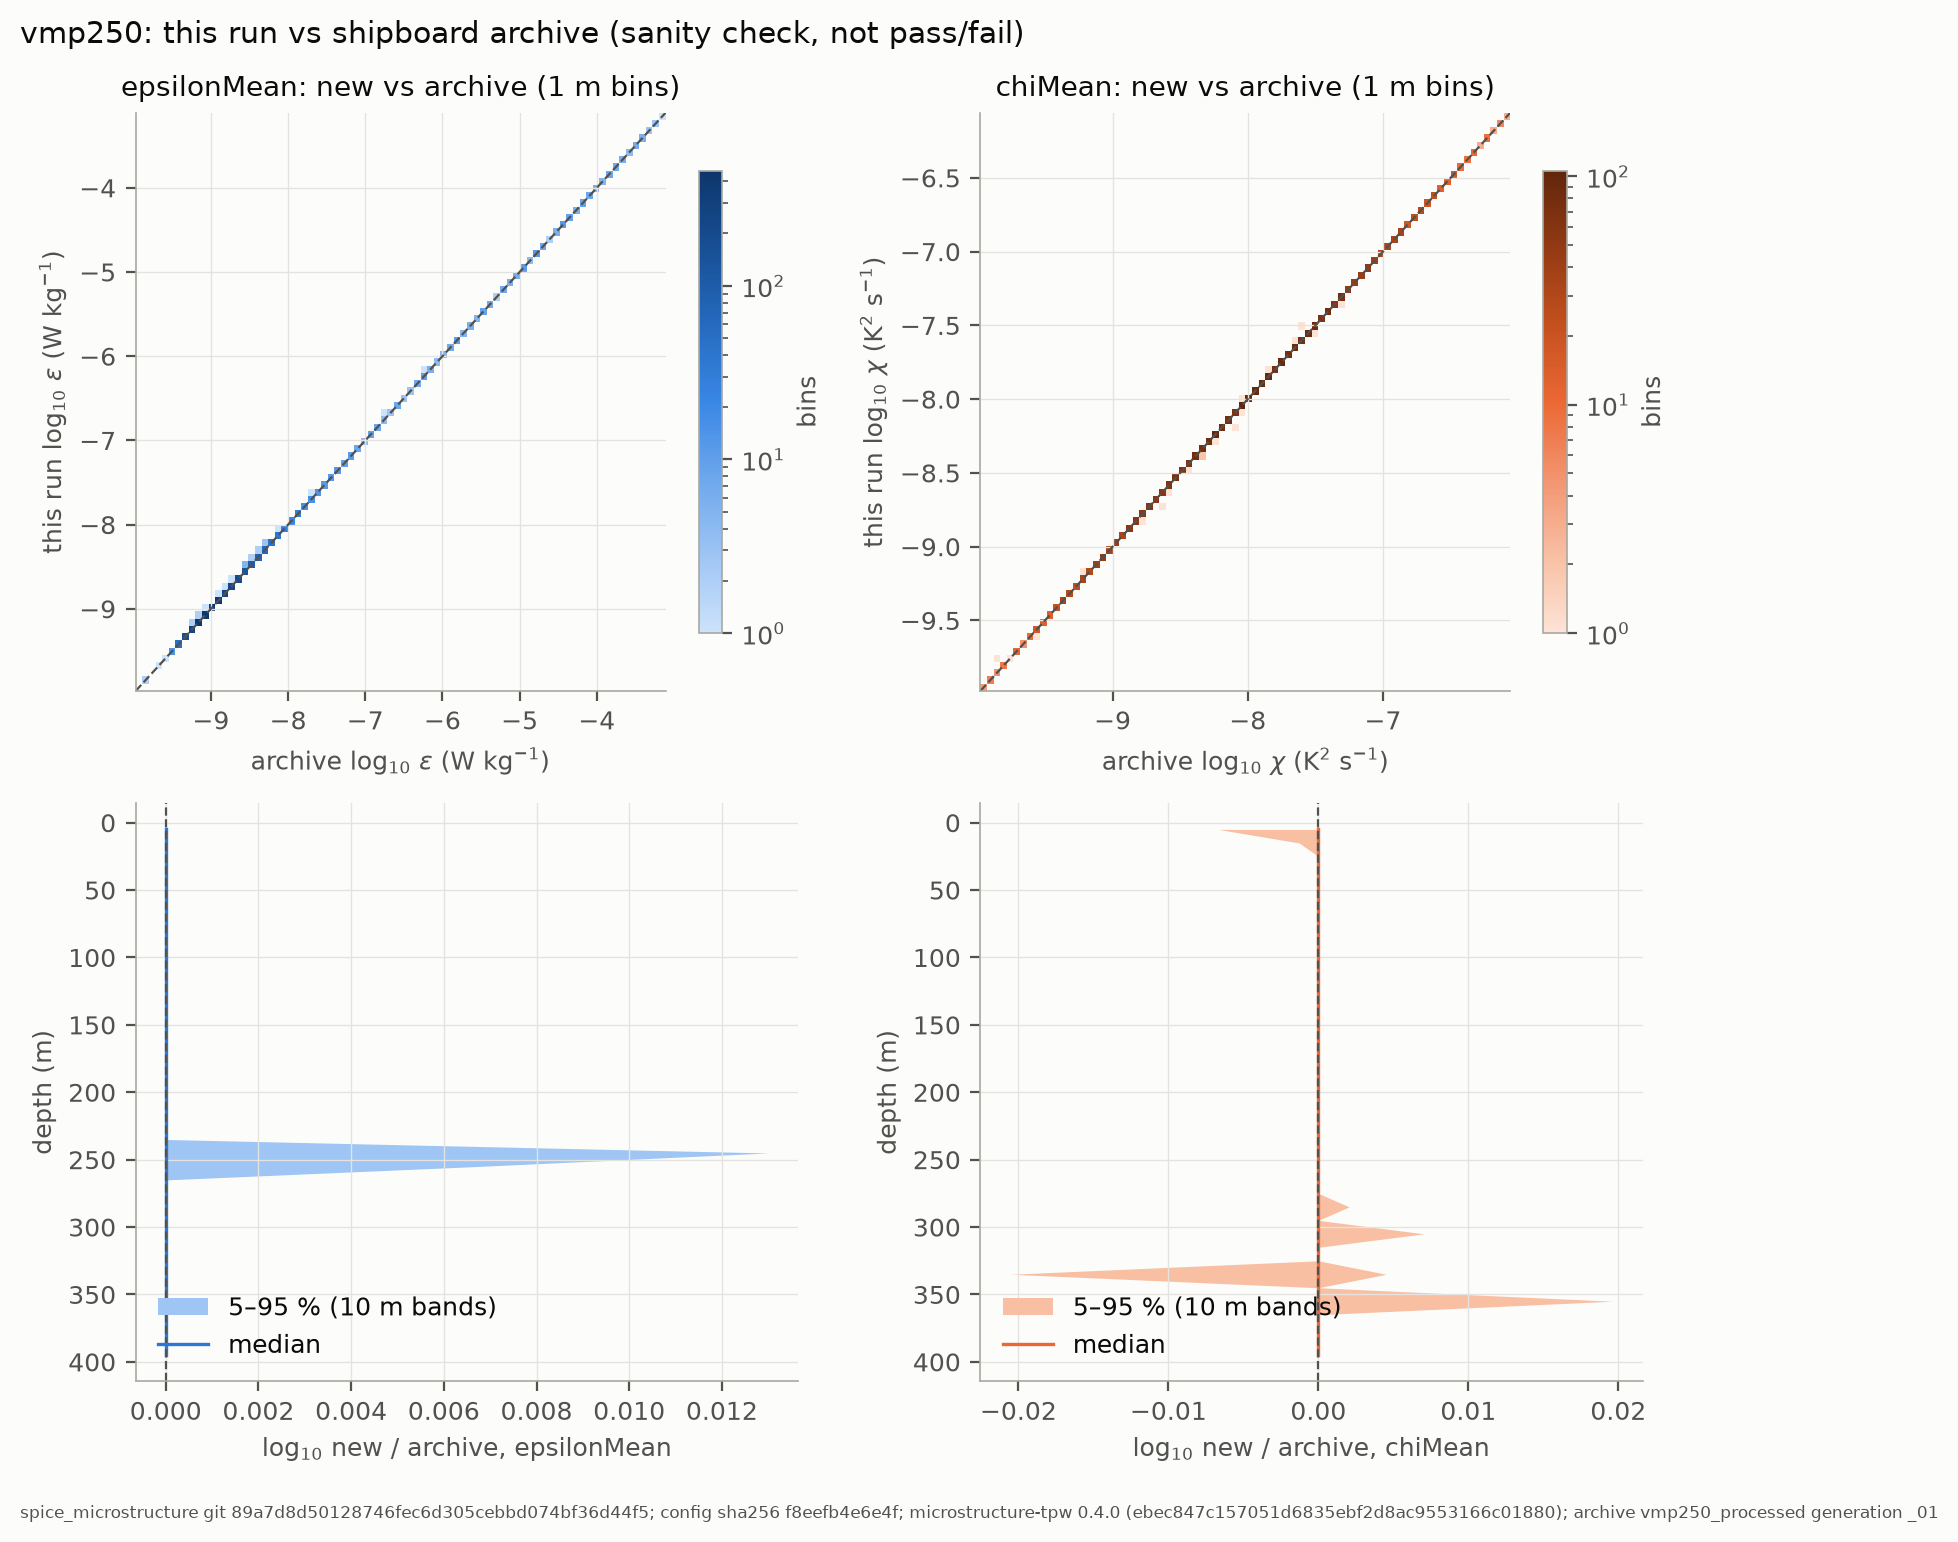 vmp250: this run vs shipboard archive (sanity check, not pass/fail)
epsilonMean: new vs archive (1 m bins)
this run log₁₀ ε (W kg⁻¹)
−4
−5
−6
−7
−8
−9
−9 −8 −7 −6 −5 −4
archive log₁₀ ε (W kg⁻¹)
10²
10¹
10⁰
bins
chiMean: new vs archive (1 m bins)
this run log₁₀ χ (K² s⁻¹)
−6.5
−7.0
−7.5
−8.0
−8.5
−9.0
−9.5
−9 −8 −7
archive log₁₀ χ (K² s⁻¹)
10²
10¹
10⁰
bins
depth (m)
0
50
100
150
200
250
300
350
400
5–95 % (10 m bands)
median
0.000 0.002 0.004 0.006 0.008 0.010 0.012
log₁₀ new / archive, epsilonMean
depth (m)
0
50
100
150
200
250
300
350
400
5–95 % (10 m bands)
median
−0.02 −0.01 0.00 0.01 0.02
log₁₀ new / archive, chiMean
spice_microstructure git 89a7d8d50128746fec6d305cebbd074bf36d44f5; config sha256 f8eefb4e6e4f; microstructure-tpw 0.4.0 (ebec847c157051d6835ebf2d8ac9553166c01880); archive vmp250_processed generation _01